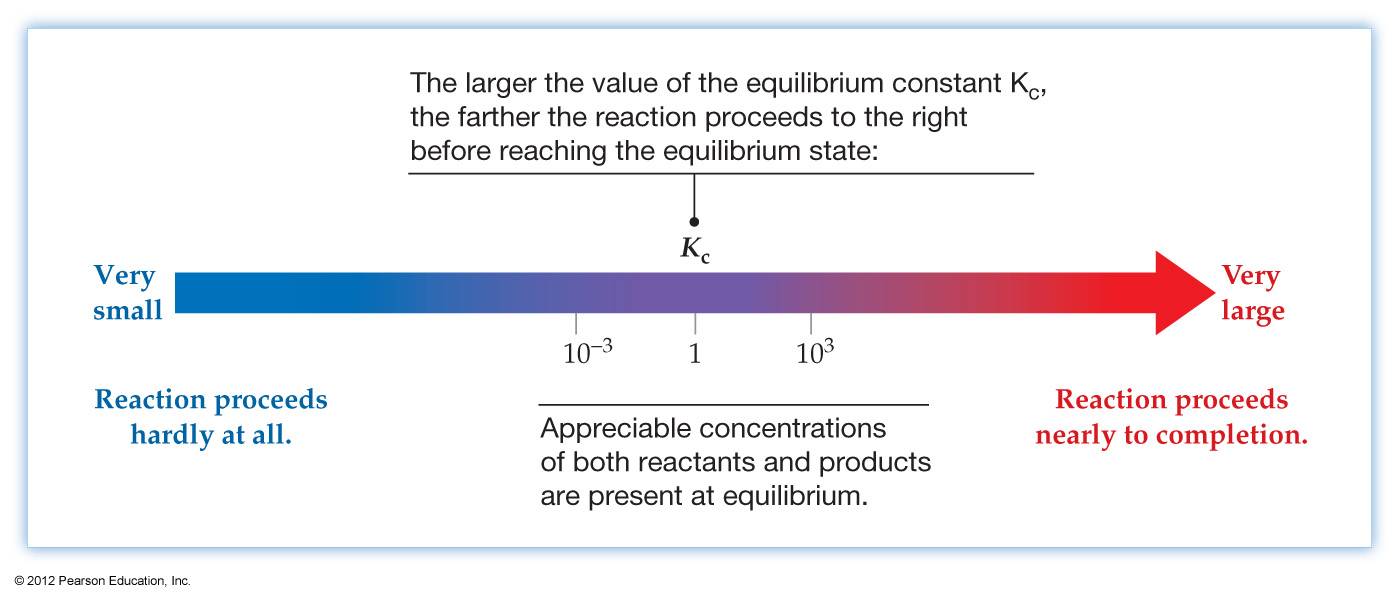 The larger the value of the equilibrium constant Kc,
the farther the reaction proceeds to the right
before reaching the equilibrium state:
Kc
Very
small
Very
large
10⁻³ 1 10³
Reaction proceeds
hardly at all.
Appreciable concentrations
of both reactants and products
are present at equilibrium.
Reaction proceeds
nearly to completion.
© 2012 Pearson Education, Inc.